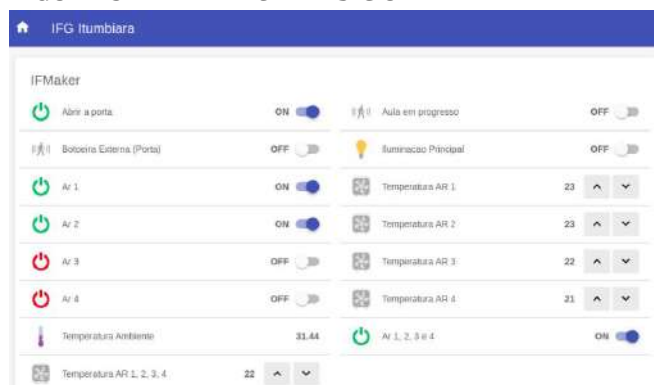 IFG Itumbiara
IFMaker
Abrir a porta ON
Aula em progresso OFF
Botoeira Externa (Porta) OFF
Iluminacao Principal OFF
Ar 1 ON
Temperatura AR 1 23
Ar 2 ON
Temperatura AR 2 23
Ar 3 OFF
Temperatura AR 3 22
Ar 4 OFF
Temperatura AR 4 21
Temperatura Ambiente 31.44
Ar 1, 2, 3 e 4 ON
Temperatura AR 1, 2, 3, 4 22